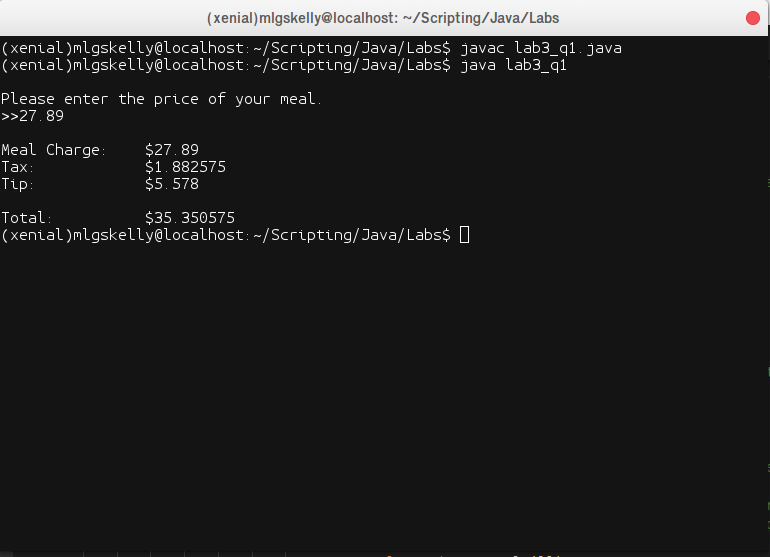 (xenial)mlgskelly@localhost: ~/Scripting/Java/Labs
(xenial)mlgskelly@localhost:~/Scripting/Java/Labs$ javac lab3_q1.java
(xenial)mlgskelly@localhost:~/Scripting/Java/Labs$ java lab3_q1
Please enter the price of your meal.
>>27.89
Meal Charge: $27.89
Tax: $1.882575
Tip: $5.578
Total: $35.350575
(xenial)mlgskelly@localhost:~/Scripting/Java/Labs$